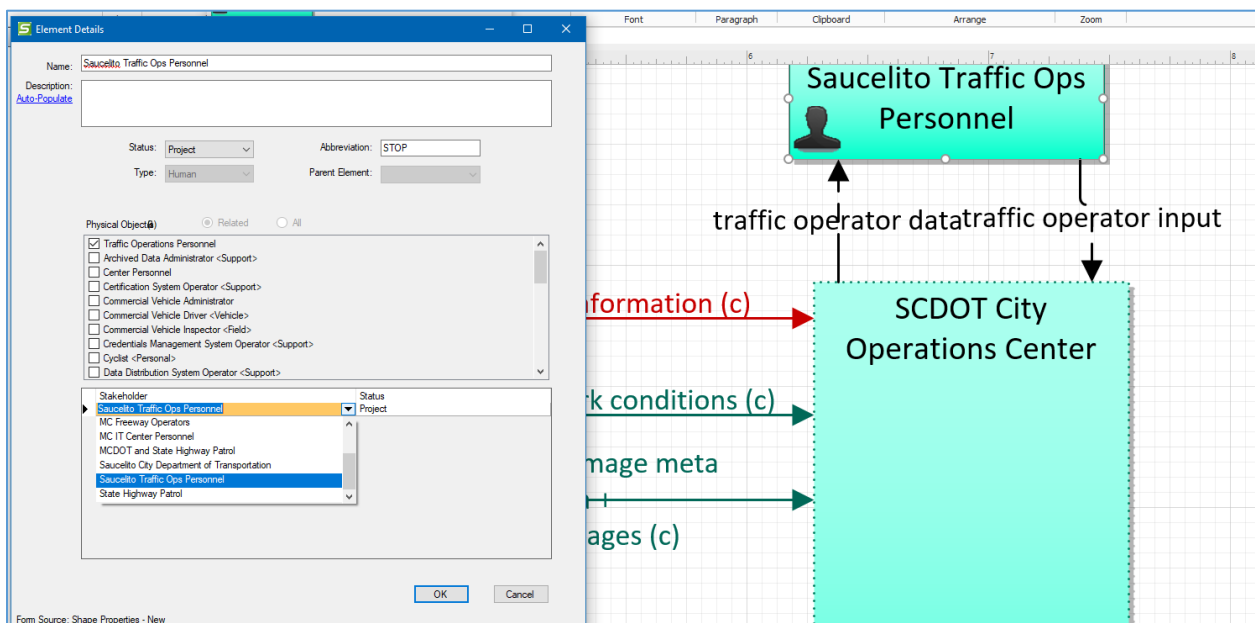 Element Details
Name: Saucelito Traffic Ops Personnel
Description:
Auto-Populate
Status: Project Abbreviation: STOP
Type: Human Parent Element:
Related All
Traffic Operations Personnel
Archived Data Administrator <Support>
Center Personnel
Certification System Operator <Support>
Commercial Vehicle Administrator
Commercial Vehicle Driver <Vehicle>
Commercial Vehicle Inspector <Field>
Credentials Management System Operator <Support>
Cyclist <Personal>
Data Distribution System Operator <Support>
Stakeholder Status
Saucelito Traffic Ops Personnel Project
MC Freeway Operators
MC IT Center Personnel
MCDOT and State Highway Patrol
Saucelito City Department of Transportation
Saucelito Traffic Ops Personnel
State Highway Patrol
OK Cancel
Form Source: Shape Properties - New
Font Paragraph Clipboard Arrange Zoom
6 7 8
Saucelito Traffic Ops
Personnel
traffic operator data traffic operator input
nformation (c)
SCDOT City
Operations Center
rk conditions (c)
mage meta
ages (c)